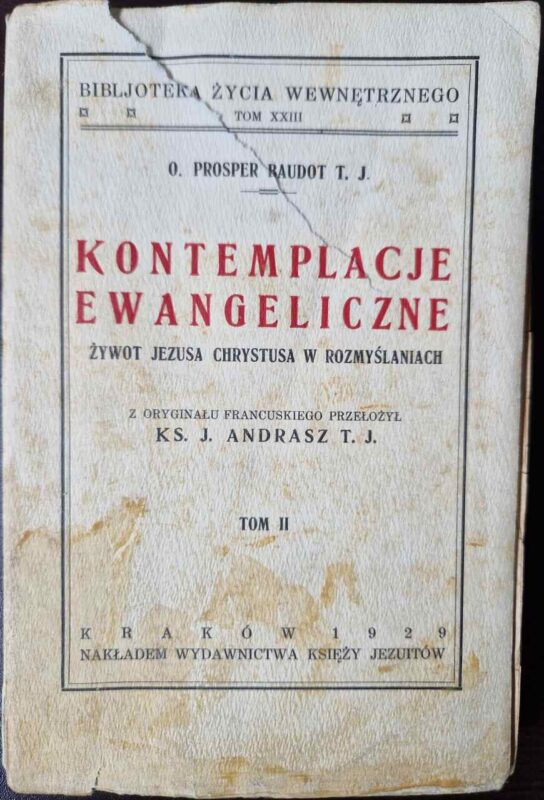 BIBLJOTEKA ŻYCIA WEWNĘTRZNEGO
TOM XXIII
O. PROSPER BAUDOT T. J.
KONTEMPLACJE
EWANGELICZNE
ŻYWOT JEZUSA CHRYSTUSA W ROZMYŚLANIACH
Z ORYGINAŁU FRANCUSKIEGO PRZEŁOŻYŁ
KS. J. ANDRASZ T. J.
TOM II
KRAKÓW 1929
NAKŁADEM WYDAWNICTWA KSIĘŻY JEZUITÓW